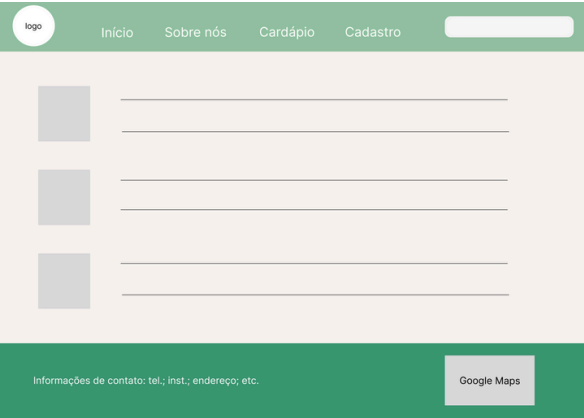 logo
Início
Sobre nós
Cardápio
Cadastro
Informações de contato: tel.; inst.; endereço; etc.
Google Maps